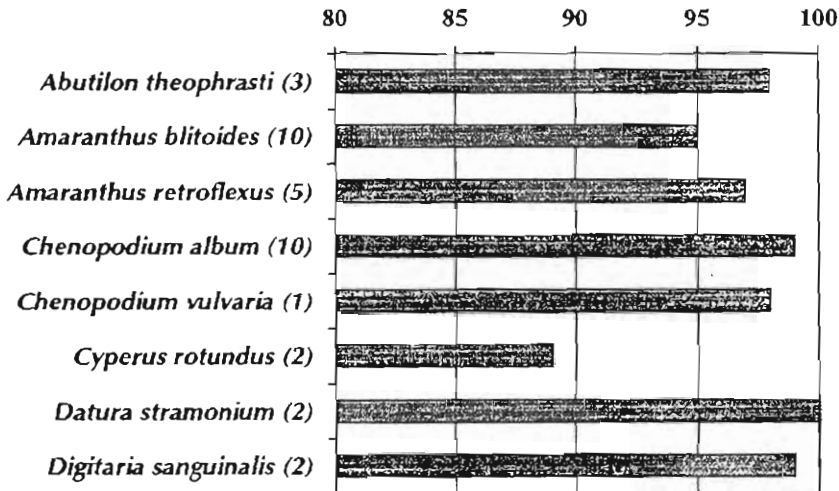 80 85 90 95 100
Abutilon theophrasti (3)
Amaranthus blitoides (10)
Amaranthus retroflexus (5)
Chenopodium album (10)
Chenopodium vulvaria (1)
Cyperus rotundus (2)
Datura stramonium (2)
Digitaria sanguinalis (2)